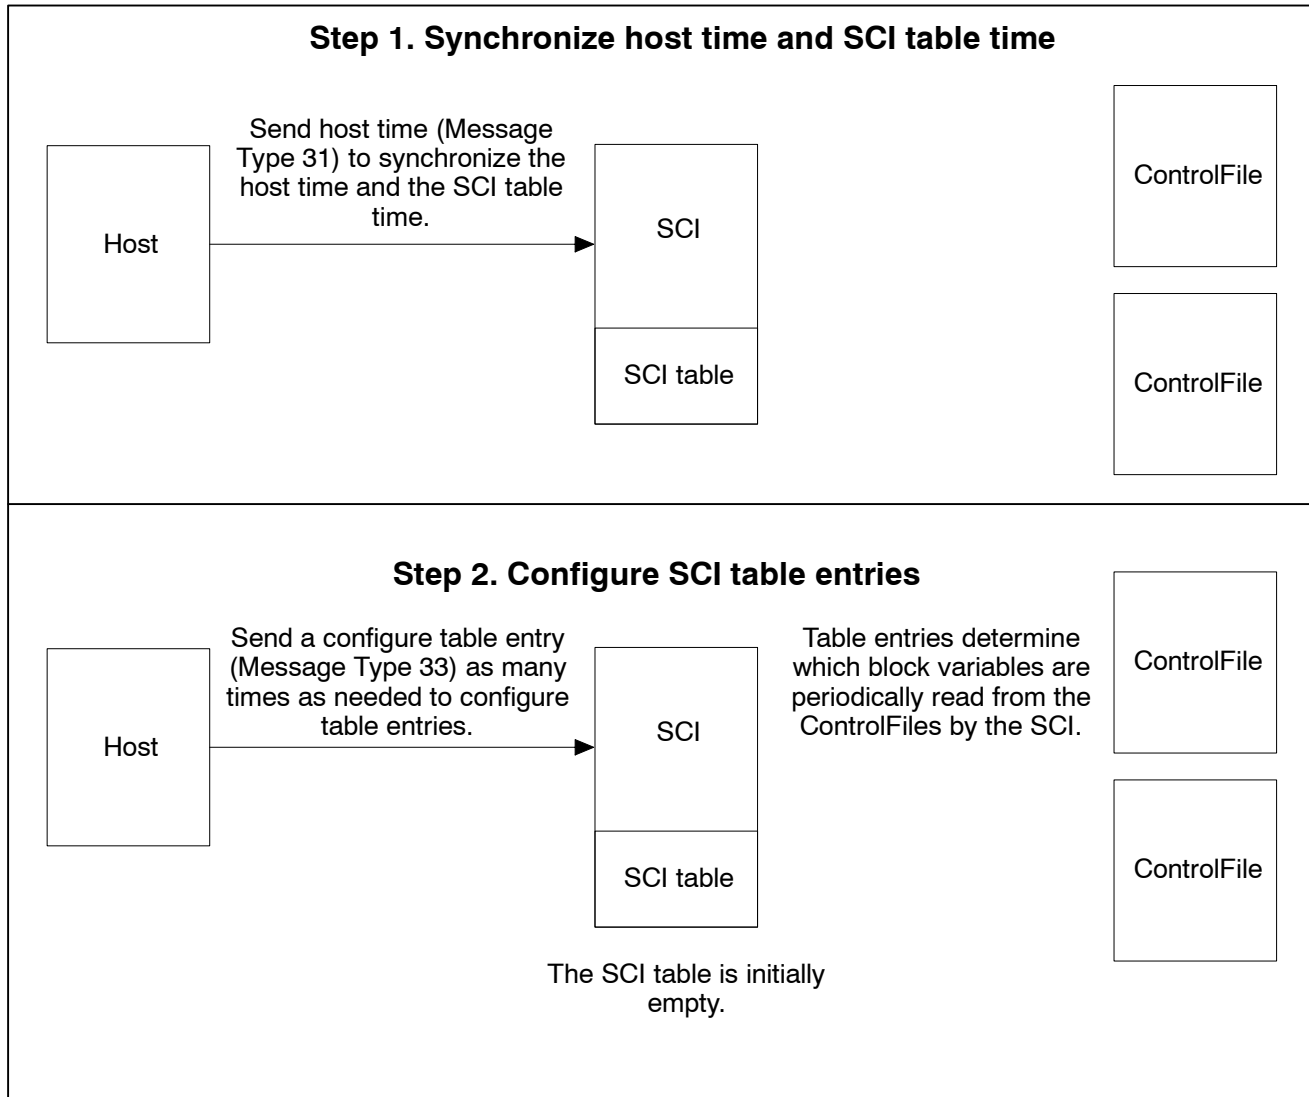 Step 1. Synchronize host time and SCI table time
Send host time (Message
Type 31) to synchronize the
host time and the SCI table
time.
Host
SCI
SCI table
ControlFile
ControlFile
Step 2. Configure SCI table entries
Send a configure table entry
(Message Type 33) as many
times as needed to configure
table entries.
Host
SCI
SCI table
The SCI table is initially
empty.
Table entries determine
which block variables are
periodically read from the
ControlFiles by the SCI.
ControlFile
ControlFile